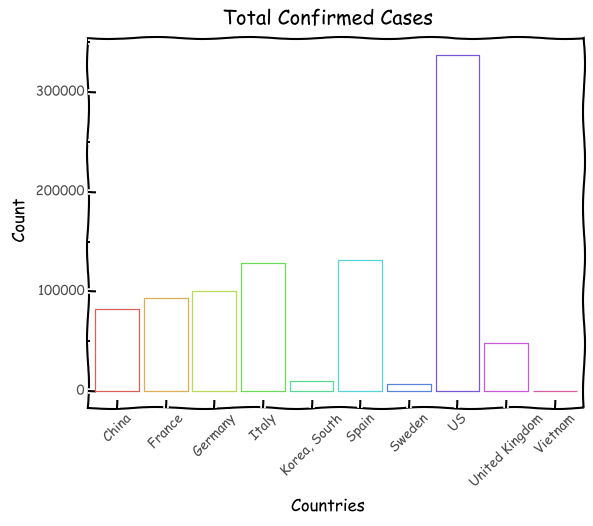 Total Confirmed Cases
Count
300000
200000
100000
0
China
France
Germany
Italy
Korea, South
Spain
Sweden
US
United Kingdom
Vietnam
Countries